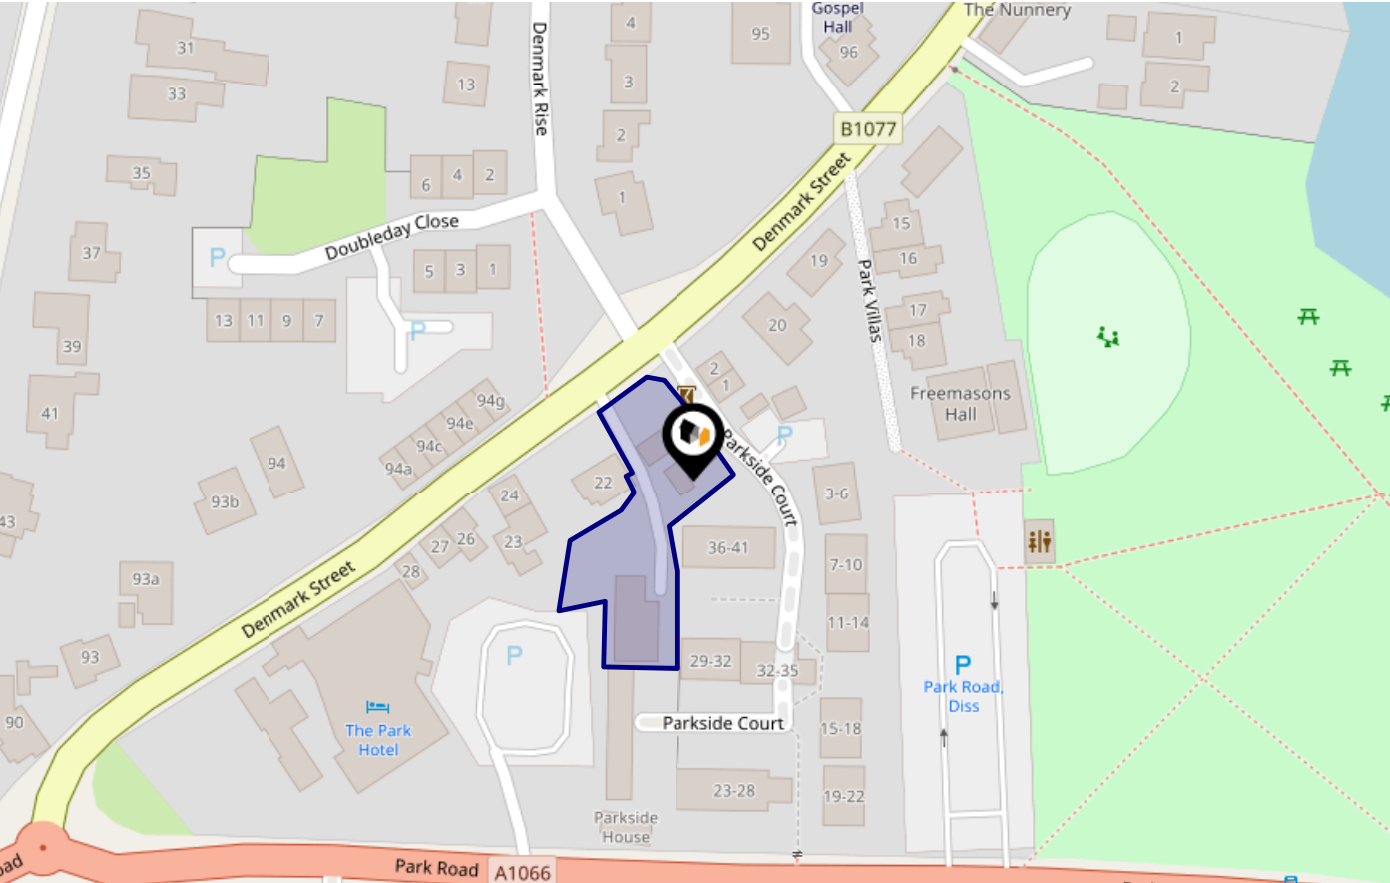 Gospel
Hall
The Nunnery
4
95
96
1
31
13
3
2
33
Denmark Rise
B1077
2
35
6
4
2
1
Denmark Street
15
37
Doubleday Close
P
16
19
5
3
1
Park Villas
17
13
11
9
7
P
20
18
39
2
1
94g
Freemasons
Hall
41
94e
94c
P
94
94a
Parkside Court
22
3-6
93b
24
43
26
23
27
36-41
7-10
28
93a
Denmark Street
11-14
93
P
29-32
32-35
P
Park Road,
Diss
90
The Park
Hotel
Parkside Court
15-18
23-28
19-22
Parkside
House
oad
Park Road
A1066